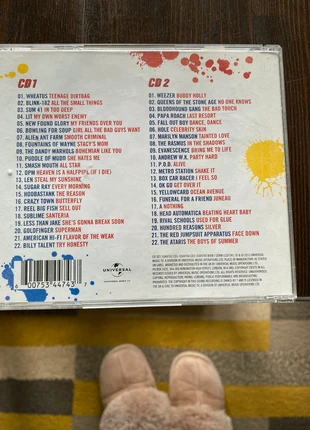 CD 1
01. WHEATUS TEENAGE DIRTBAG
02. BLINK-182 ALL THE SMALL THINGS
03. SUM 41 IN TOO DEEP
04. LIT MY OWN WORST ENEMY
05. NEW FOUND GLORY MY FRIENDS OVER YOU
06. BOWLING FOR SOUP GIRL ALL THE BAD GUYS WANT
07. ALIEN ANT FARM SMOOTH CRIMINAL
08. FOUNTAINS OF WAYNE STACY'S MOM
09. THE DANDY WARHOLS BOHEMIAN LIKE YOU
10. PUDDLE OF MUDD SHE HATES ME
11. SMASH MOUTH ALL STAR
12. OPM HEAVEN IS A HALFPIPE (IF I DIE)
13. LEN STEAL MY SUNSHINE
14. SUGAR RAY EVERY MORNING
15. HOOBASTANK THE REASON
16. CRAZY TOWN BUTTERFLY
17. REEL BIG FISH SELL OUT
18. SUBLIME SANTERIA
19. LESS THAN JAKE SHE'S GONNA BREAK SOON
20. GOLDFINGER SUPERMAN
21. AMERICAN HI-FI FLAVOR OF THE WEAK
22. BILLY TALENT TRY HONESTY
CD 2
01. WEEZER BUDDY HOLLY
02. QUEENS OF THE STONE AGE NO ONE KNOWS
03. BLOODHOUND GANG THE BAD TOUCH
04. PAPA ROACH LAST RESORT
05. FALL OUT BOY DANCE, DANCE
06. HOLE CELEBRITY SKIN
07. MARILYN MANSON TAINTED LOVE
08. THE RASMUS IN THE SHADOWS
09. EVANESCENCE BRING ME TO LIFE
10. ANDREW W.K. PARTY HARD
11. P.O.D. ALIVE
12. METRO STATION SHAKE IT
13. BOX CAR RACER I FEEL SO
14. OK GO GET OVER IT
15. YELLOWCARD OCEAN AVENUE
16. FUNERAL FOR A FRIEND JUNEAU
17. A NOTHING
18. HEAD AUTOMATICA BEATING HEART BABY
19. RIVAL SCHOOLS USED FOR GLUE
20. HUNDRED REASONS SILVER
21. THE RED JUMPSUIT APPARATUS FACE DOWN
22. THE ATARIS THE BOYS OF SUMMER
6 00753 44743
UNIVERSAL